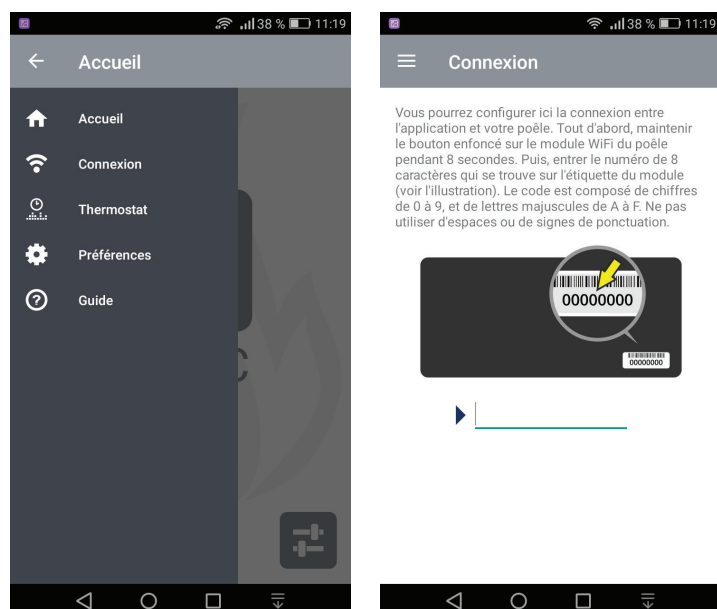 38 % 11:19
Accueil
Accueil
Connexion
Thermostat
Préférences
Guide
C
38 % 11:19
Connexion
Vous pourrez configurer ici la connexion entre
l'application et votre poêle. Tout d'abord, maintenir
le bouton enfoncé sur le module WiFi du poêle
pendant 8 secondes. Puis, entrer le numéro de 8
caractères qui se trouve sur l'étiquette du module
(voir l'illustration). Le code est composé de chiffres
de 0 à 9, et de lettres majuscules de A à F. Ne pas
utiliser d'espaces ou de signes de ponctuation.
00000000
00000000